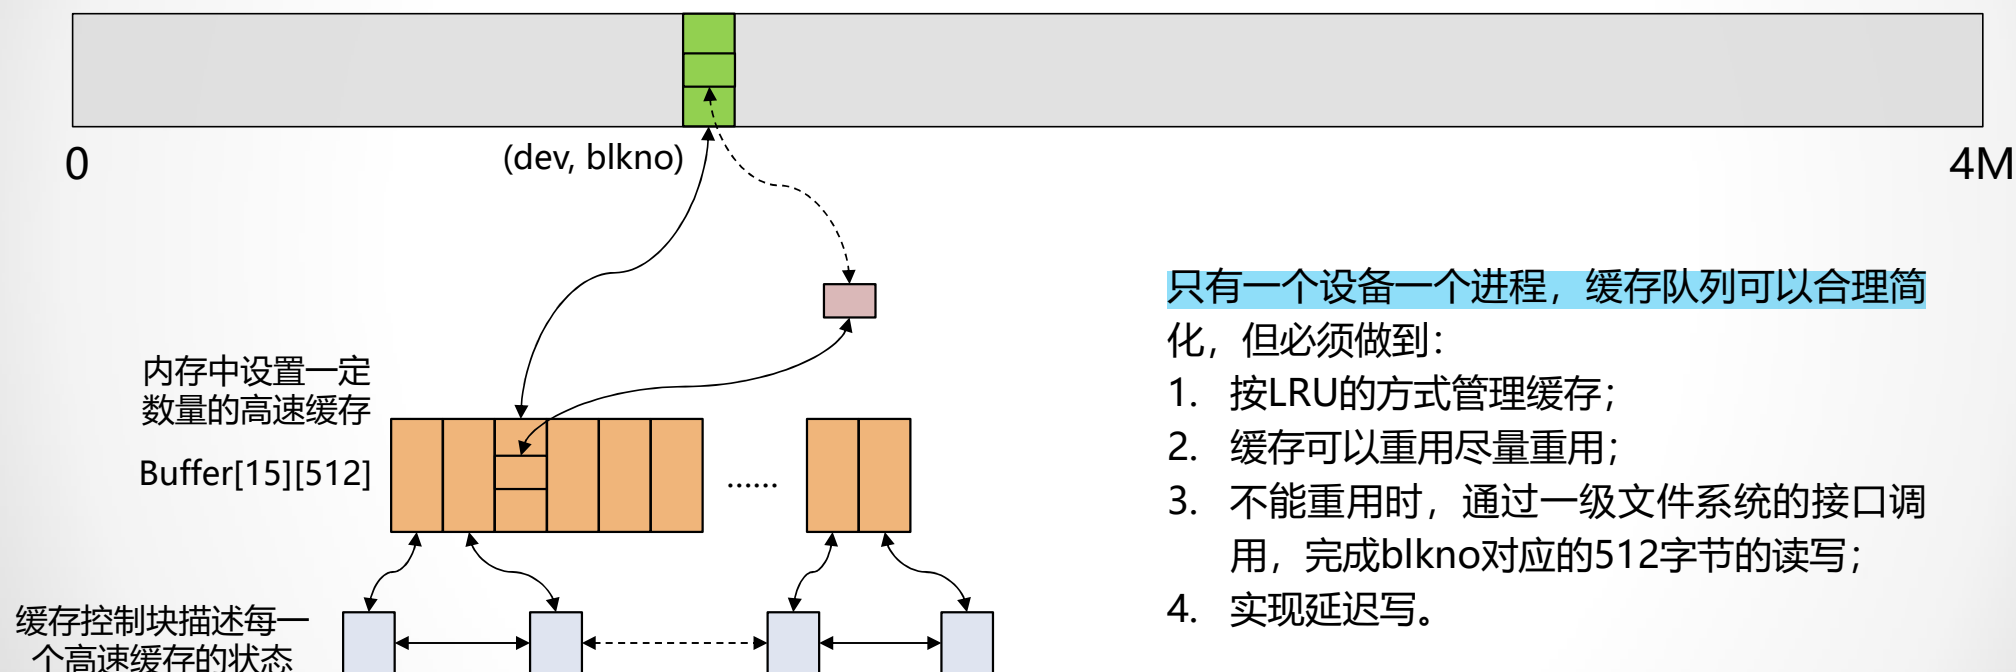 0
(dev, blkno)
4M
内存中设置一定
数量的高速缓存
Buffer[15][512]
......
缓存控制块描述每一
个高速缓存的状态
只有一个设备一个进程，缓存队列可以合理简
化，但必须做到：
1. 按LRU的方式管理缓存；
2. 缓存可以重用尽量重用；
3. 不能重用时，通过一级文件系统的接口调
用，完成blkno对应的512字节的读写；
4. 实现延迟写。